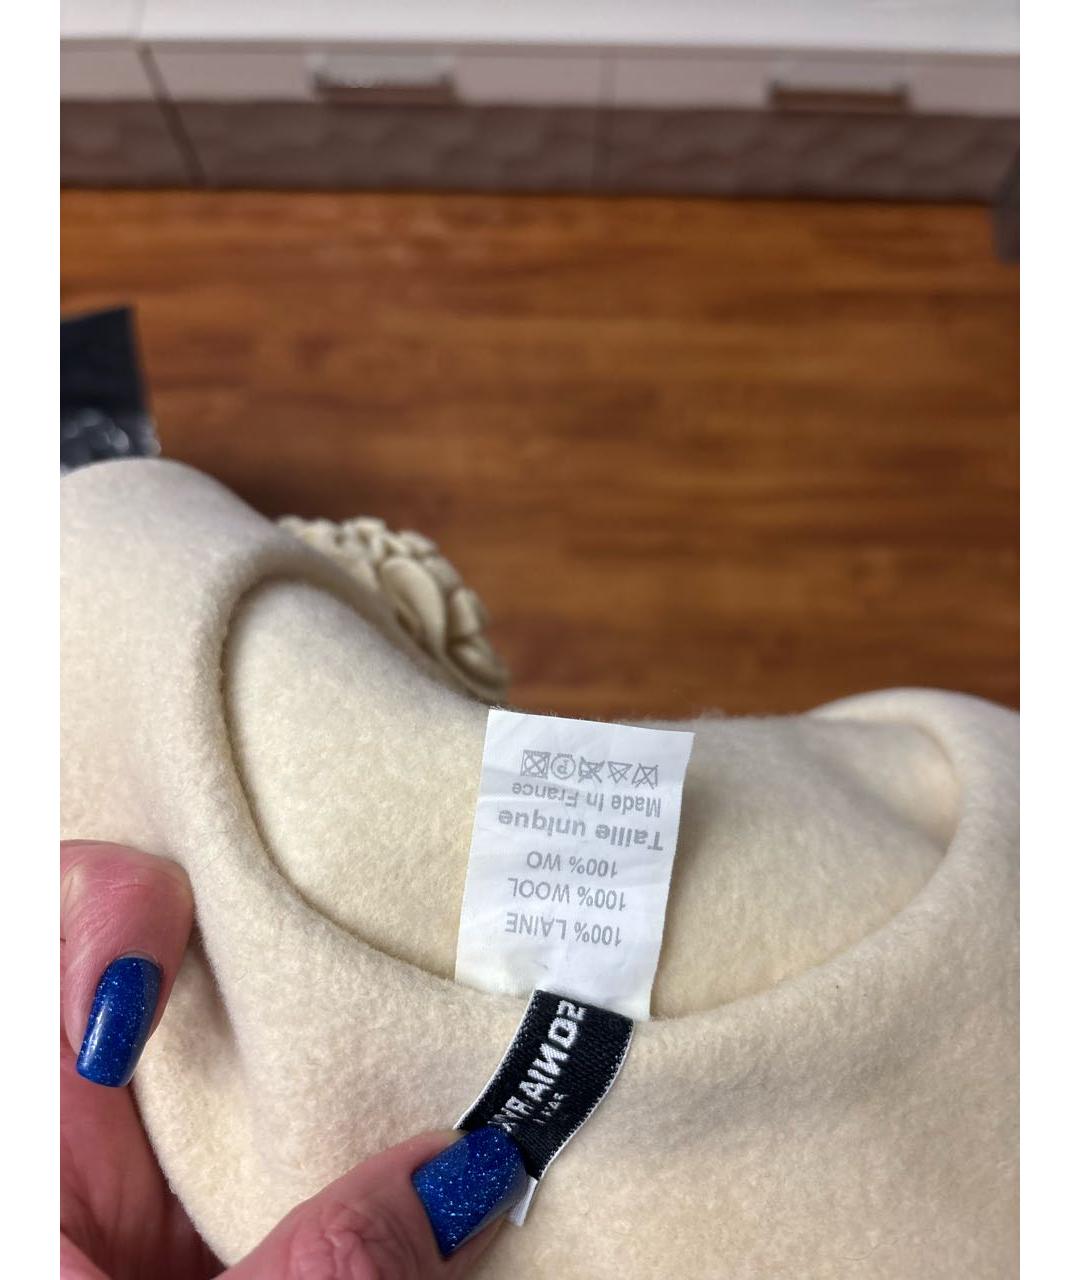 SONIA
100% LAINE
100% WOOL
100% WO
Taille unique
Made In France
P